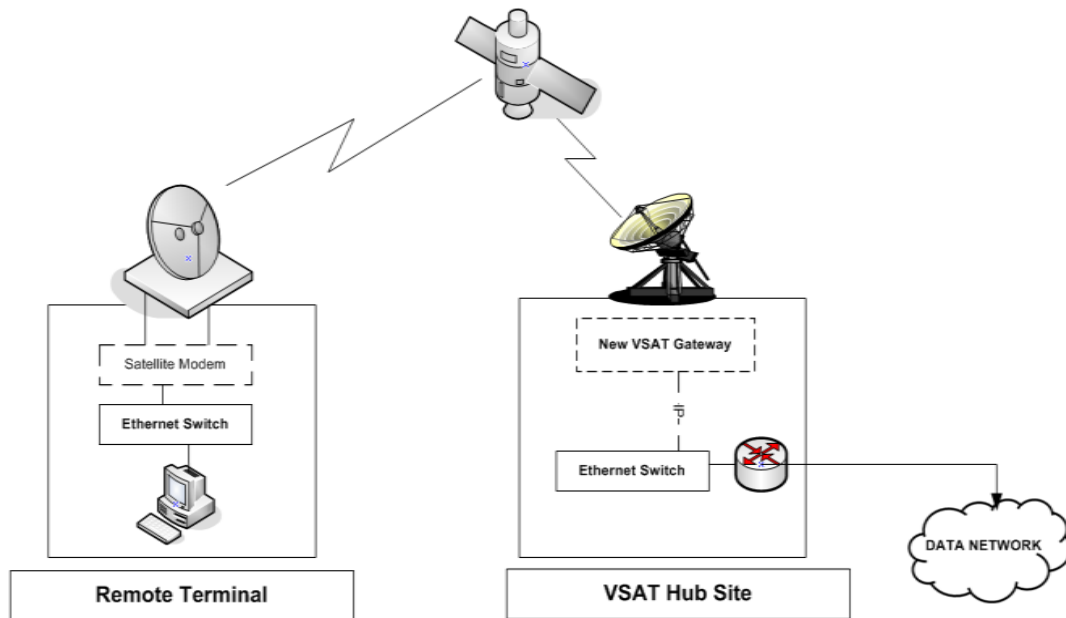 Satellite Modem
Ethernet Switch
Remote Terminal
New VSAT Gateway
-IP-
Ethernet Switch
VSAT Hub Site
DATA NETWORK